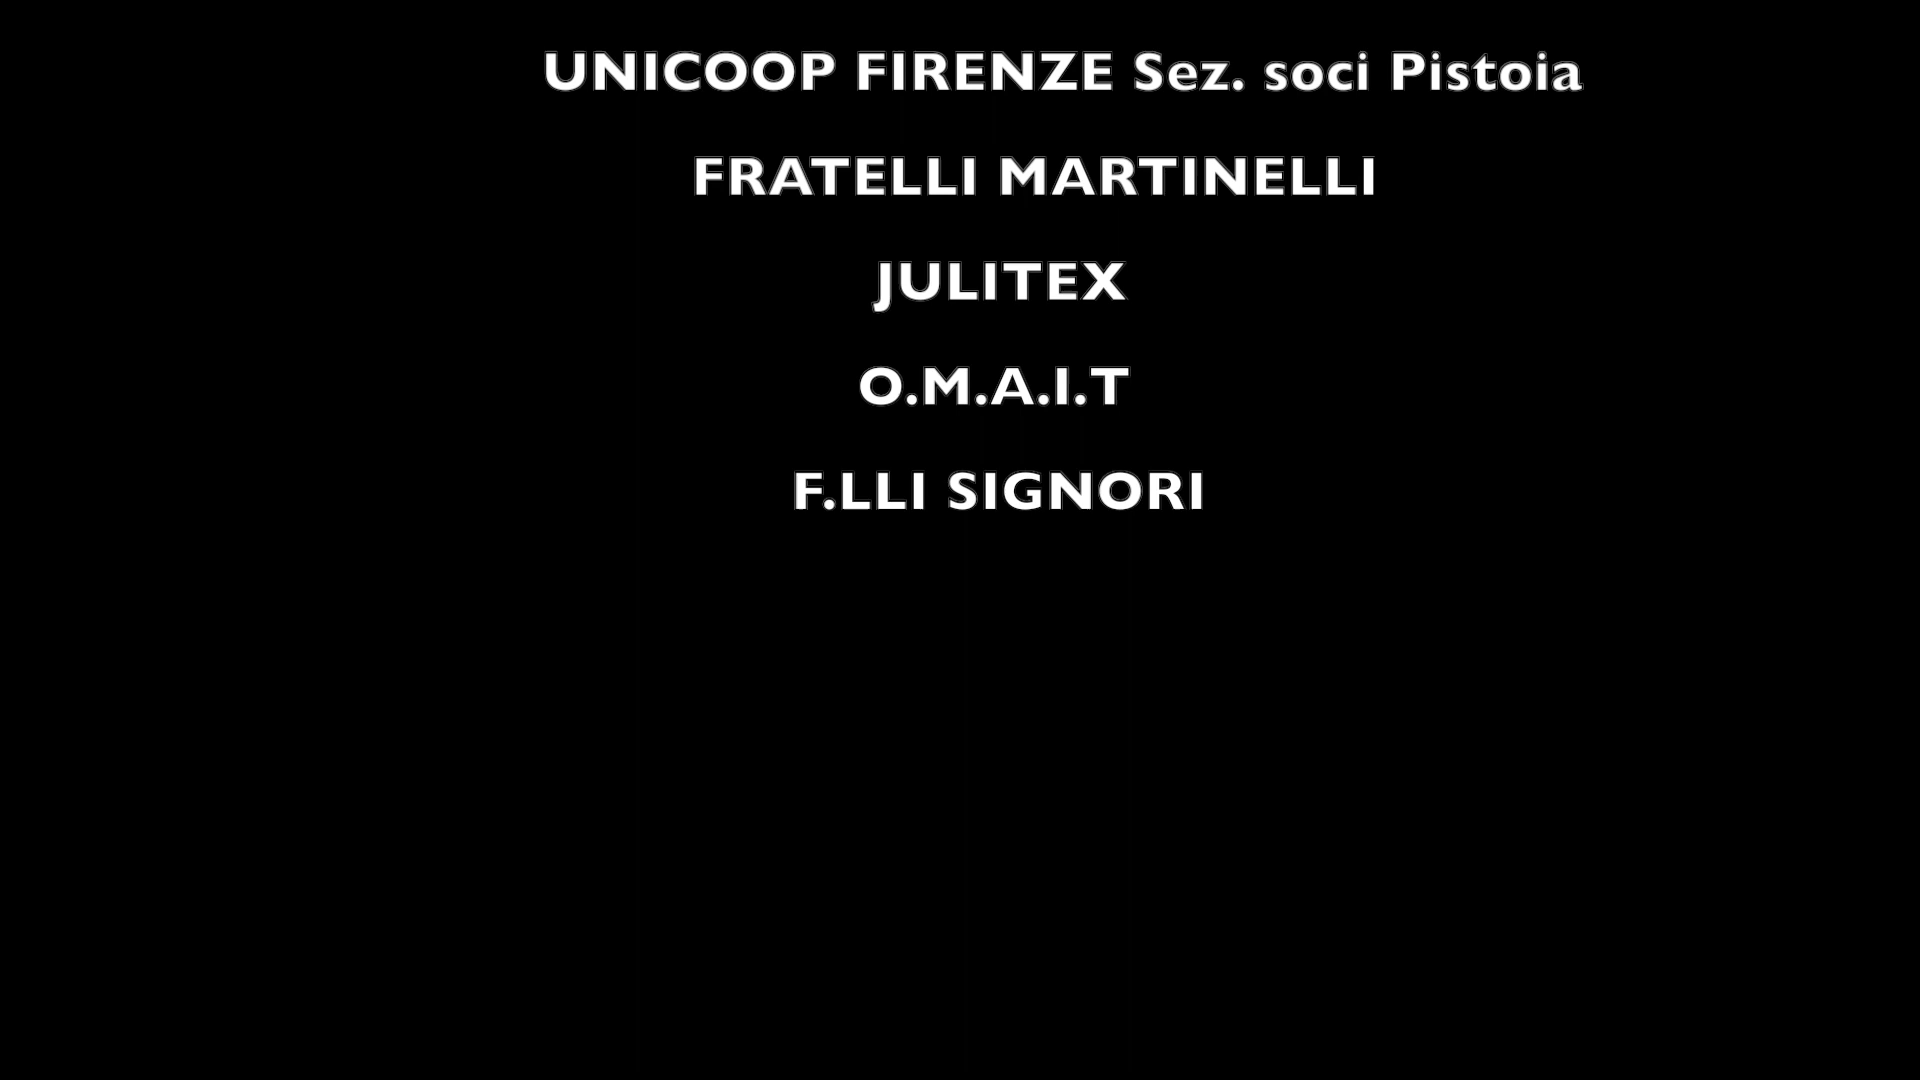 UNICOOP FIRENZE Sez. soci Pistoia
FRATELLI MARTINELLI
JULITEX
O.M.A.I.T
F.LLI SIGNORI